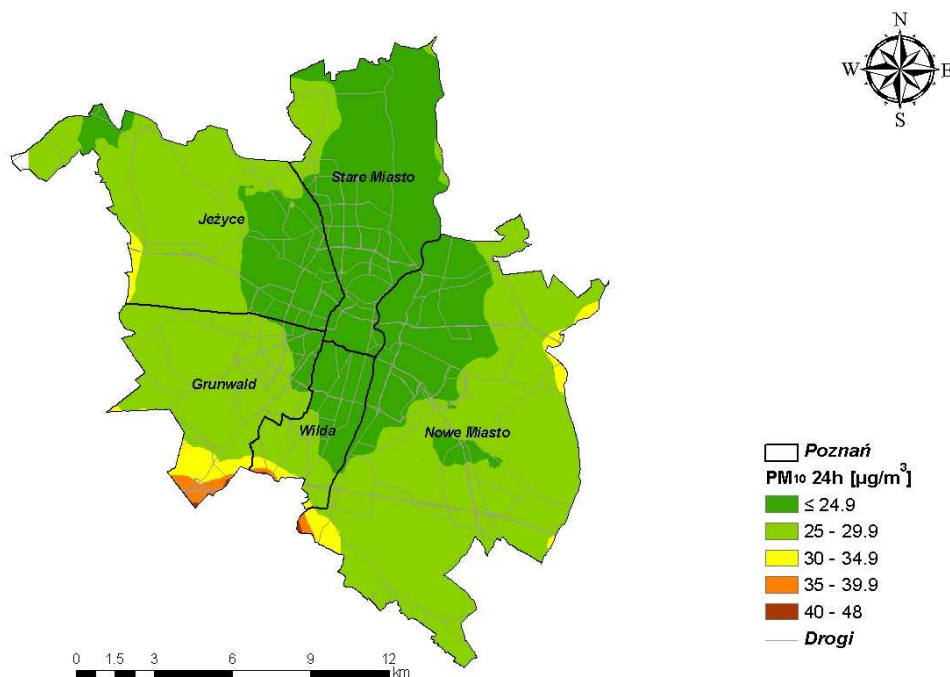 N
W E
S
Stare Miasto
Jeżyce
Grunwald
Wilda
Nowe Miasto
Poznań
PM10 24h [µg/m³]
≤ 24.9
25 - 29.9
30 - 34.9
35 - 39.9
40 - 48
Drogi
0 1.5 3 6 9 12
km